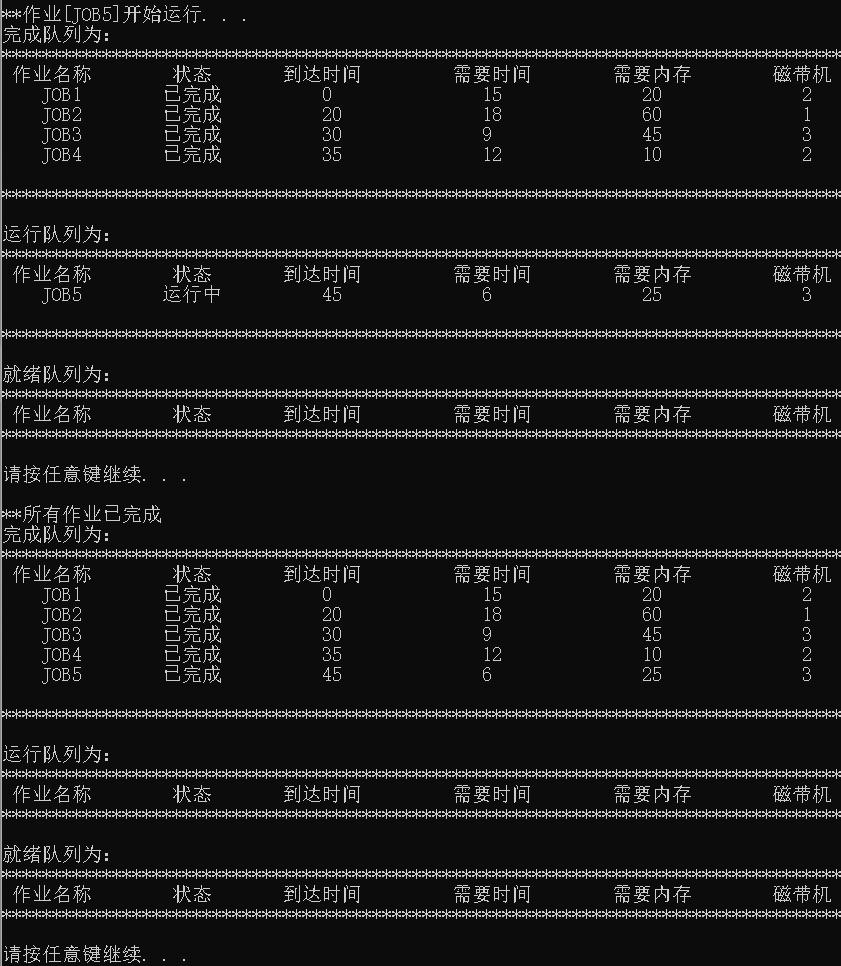 **作业[JOB5]开始运行. . .
完成队列为:
************************************************************************************
作业名称 状态 到达时间 需要时间 需要内存 磁带机
JOB1 已完成 0 15 20 2
JOB2 已完成 20 18 60 1
JOB3 已完成 30 9 45 3
JOB4 已完成 35 12 10 2
************************************************************************************
运行队列为:
************************************************************************************
作业名称 状态 到达时间 需要时间 需要内存 磁带机
JOB5 运行中 45 6 25 3
************************************************************************************
就绪队列为:
************************************************************************************
作业名称 状态 到达时间 需要时间 需要内存 磁带机
************************************************************************************
请按任意键继续. . .
**所有作业已完成
完成队列为:
************************************************************************************
作业名称 状态 到达时间 需要时间 需要内存 磁带机
JOB1 已完成 0 15 20 2
JOB2 已完成 20 18 60 1
JOB3 已完成 30 9 45 3
JOB4 已完成 35 12 10 2
JOB5 已完成 45 6 25 3
************************************************************************************
运行队列为:
************************************************************************************
作业名称 状态 到达时间 需要时间 需要内存 磁带机
************************************************************************************
就绪队列为:
************************************************************************************
作业名称 状态 到达时间 需要时间 需要内存 磁带机
************************************************************************************
请按任意键继续. . .